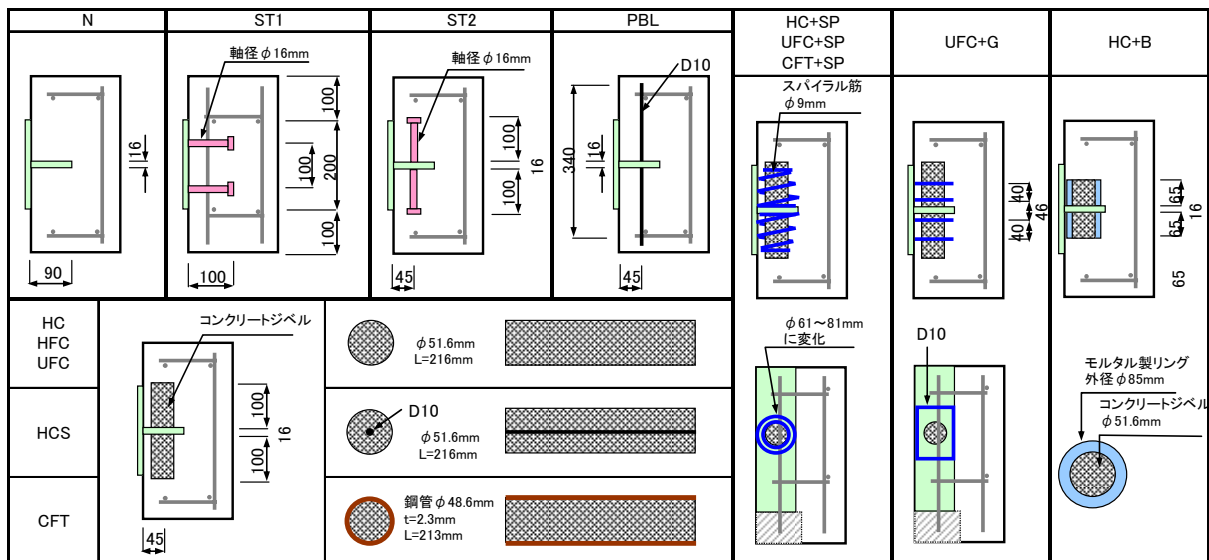 N
ST1
ST2
PBL
HC+SP
UFC+SP
CFT+SP
UFC+G
HC+B
16
90
軸径φ16mm
100
200
100
100
100
軸径φ16mm
100
100
16
45
D10
340
16
45
スパイラル筋
φ9mm
40
40
46
65
65
16
65
HC
HFC
UFC
HCS
CFT
コンクリートジベル
100
100
16
45
φ51.6mm
L=216mm
D10
φ51.6mm
L=216mm
鋼管φ48.6mm
t=2.3mm
L=213mm
φ61～81mm
に変化
D10
モルタル製リング
外径φ85mm
コンクリートジベル
φ51.6mm